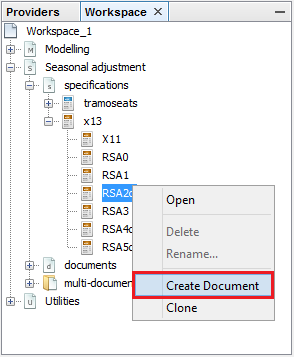 Providers Workspace ×
Workspace_1
M Modelling
S Seasonal adjustment
s specifications
tramoseats
x13
X11
RSA0
RSA1
RSA2c
Open
RSA3
Delete
RSA4c
Rename...
RSA5c
d documents
Create Document
multi-documen
Clone
U Utilities